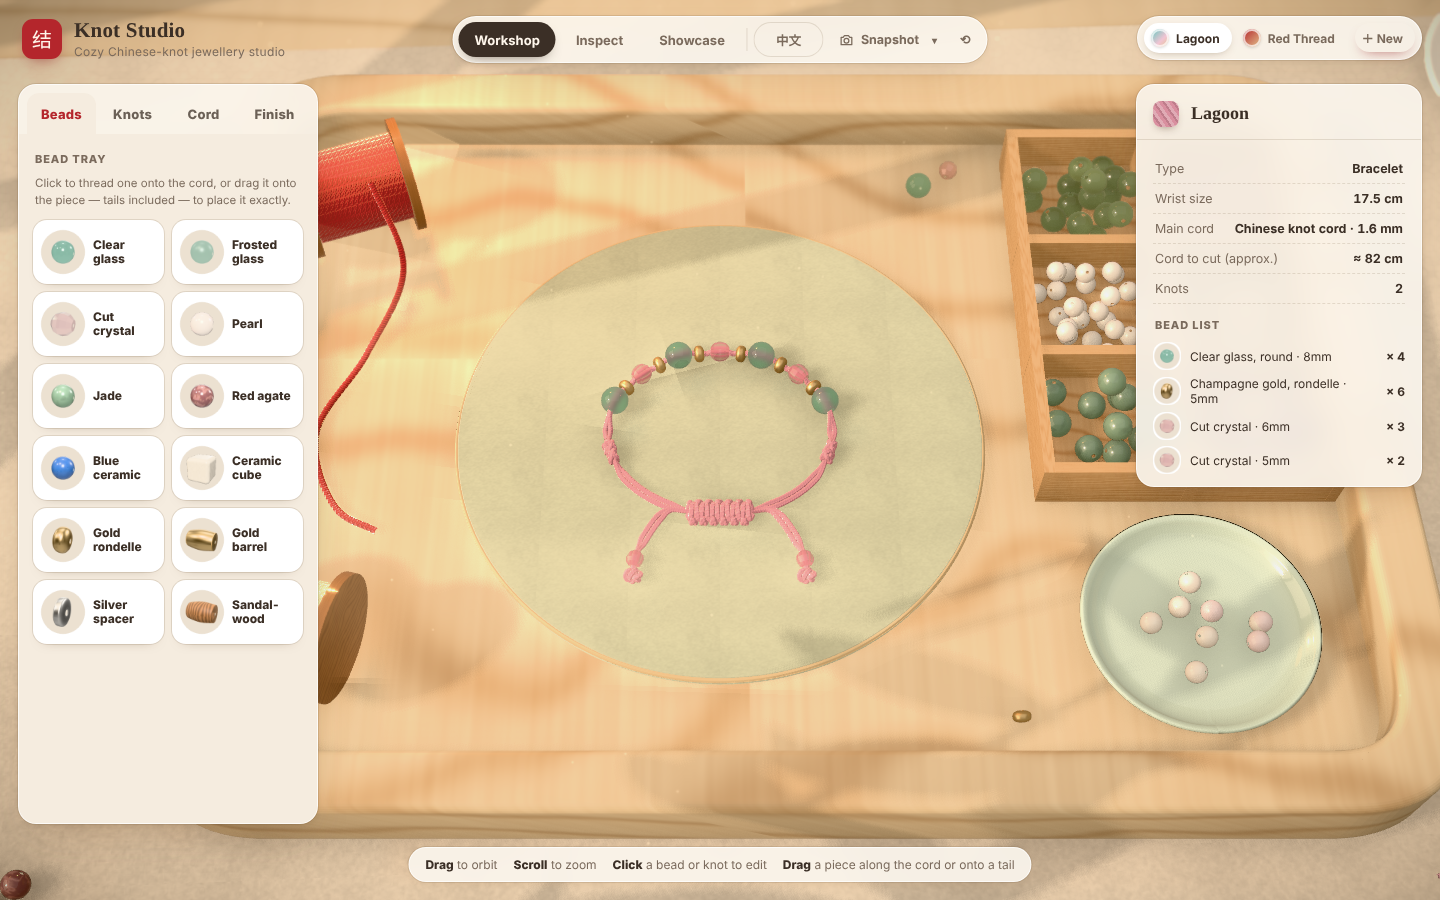 结
Knot Studio
Cozy Chinese-knot jewellery studio
Workshop
Inspect
Showcase
中文
Snapshot
Lagoon
Red Thread
+ New
Beads
Knots
Cord
Finish
BEAD TRAY
Click to thread one onto the cord, or drag it onto
the piece — tails included — to place it exactly.
Clear
glass
Frosted
glass
Cut
crystal
Pearl
Jade
Red agate
Blue
ceramic
Ceramic
cube
Gold
rondelle
Gold
barrel
Silver
spacer
Sandal-
wood
Lagoon
Type Bracelet
Wrist size 17.5 cm
Main cord Chinese knot cord · 1.6 mm
Cord to cut (approx.) ≈ 82 cm
Knots 2
BEAD LIST
Clear glass, round · 8mm × 4
Champagne gold, rondelle · 
5mm × 6
Cut crystal · 6mm × 3
Cut crystal · 5mm × 2
Drag to orbit Scroll to zoom Click a bead or knot to edit Drag a piece along the cord or onto a tail